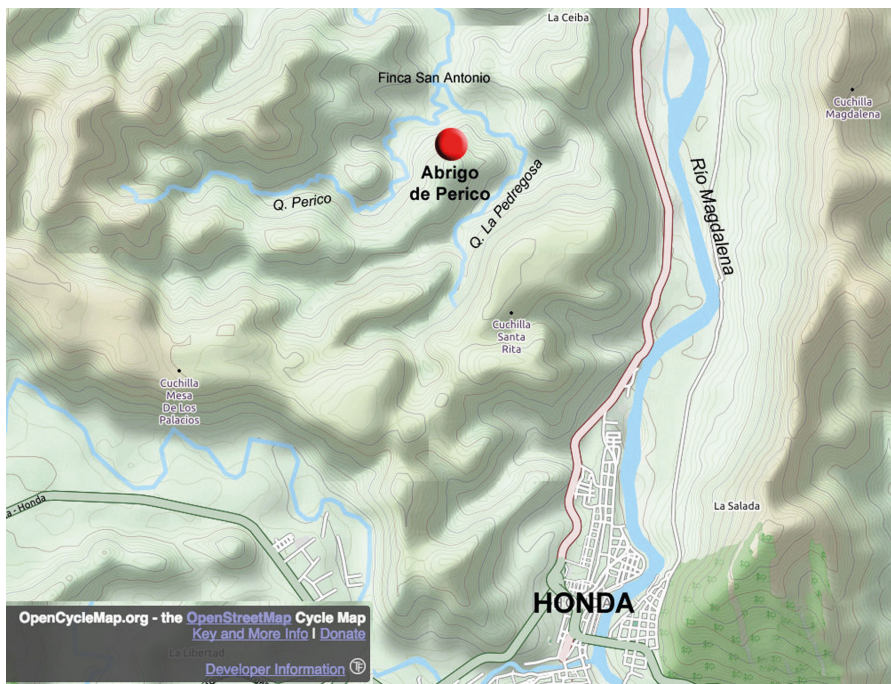 La Ceiba
Finca San Antonio
Cuchilla
Magdalena
Abrigo
de Perico
Q. Perico
Q. La Pedregosa
Río Magdalena
Cuchilla
Santa
Rita
Cuchilla
Mesa
De Los
Palacios
a - Honda
La Salada
HONDA
OpenCycleMap.org - the OpenStreetMap Cycle Map
Key and More Info | Donate
La Libertad
Developer Information